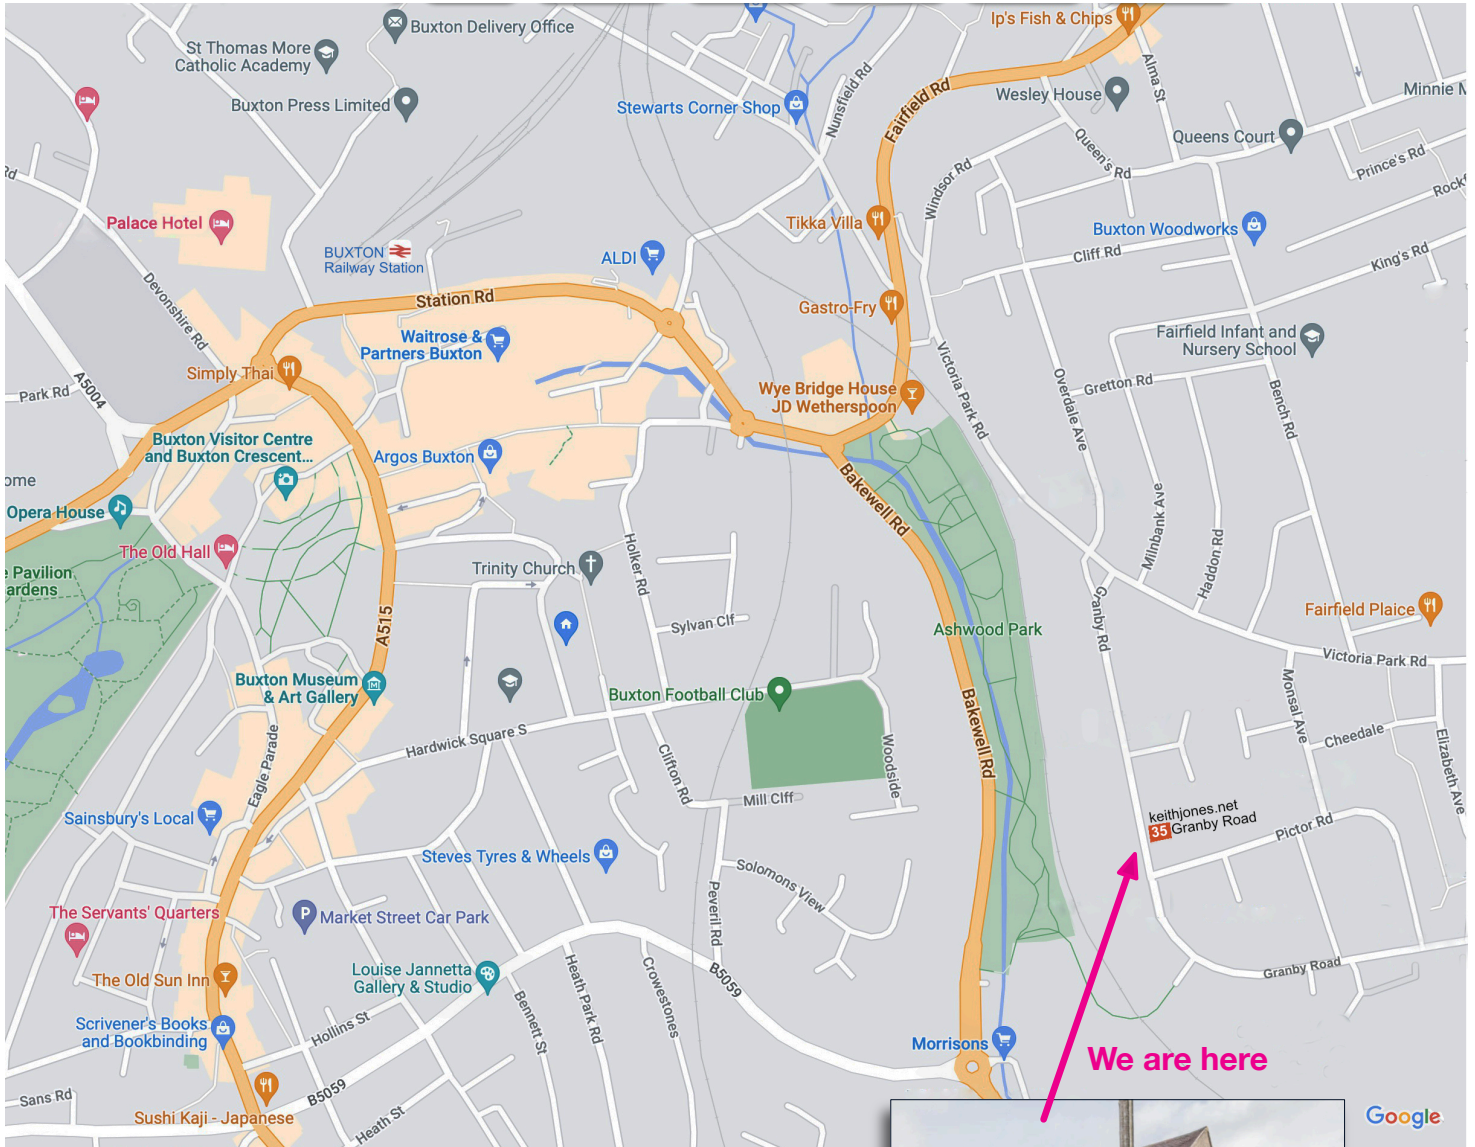 Ip's Fish & Chips
Buxton Delivery Office
St Thomas More
Catholic Academy
Buxton Press Limited
Stewarts Corner Shop
Nunsfield Rd
Fairfield Rd
Wesley House
Alma St
Minnie
Queens Court
Queen's Rd
Prince's Rd
Rd
Windsor Rd
Palace Hotel
Tikka Villa
Buxton Woodworks
Cliff Rd
King's Rd
BUXTON
Railway Station
ALDI
Devonshire Rd
Station Rd
Gastro-Fry
Waitrose &
Partners Buxton
Fairfield Infant and
Nursery School
Simply Thai
Victoria Park Rd
Overdale Ave
Gretton Rd
Bench Rd
Park Rd
A5004
Wye Bridge House
JD Wetherspoon
Buxton Visitor Centre
and Buxton Crescent...
Argos Buxton
ome
Opera House
Bakewell Rd
Milnbank Ave
Haddon Rd
The Old Hall
Trinity Church
Holker Rd
e Pavilion
ardens
Granby Rd
Fairfield Plaice
A515
Sylvan Clf
Ashwood Park
Victoria Park Rd
Buxton Museum
& Art Gallery
Buxton Football Club
Monsal Ave
Bakewell Rd
Hardwick Square S
Woodside
Cheedale
Elizabeth Ave
Eagle Parade
Clifton Rd
Mill Clff
Sainsbury's Local
keithjones.net
35 Granby Road
Pictor Rd
Steves Tyres & Wheels
Solomons View
The Servants' Quarters
P
Market Street Car Park
Peveril Rd
The Old Sun Inn
Louise Jannetta
Gallery & Studio
Heath Park Rd
Crowestones
B5059
Granby Road
Bennett St
Scrivener's Books
and Bookbinding
Hollins St
Morrisons
We are here
Sans Rd
B5059
Sushi Kaji - Japanese
Heath St
Google